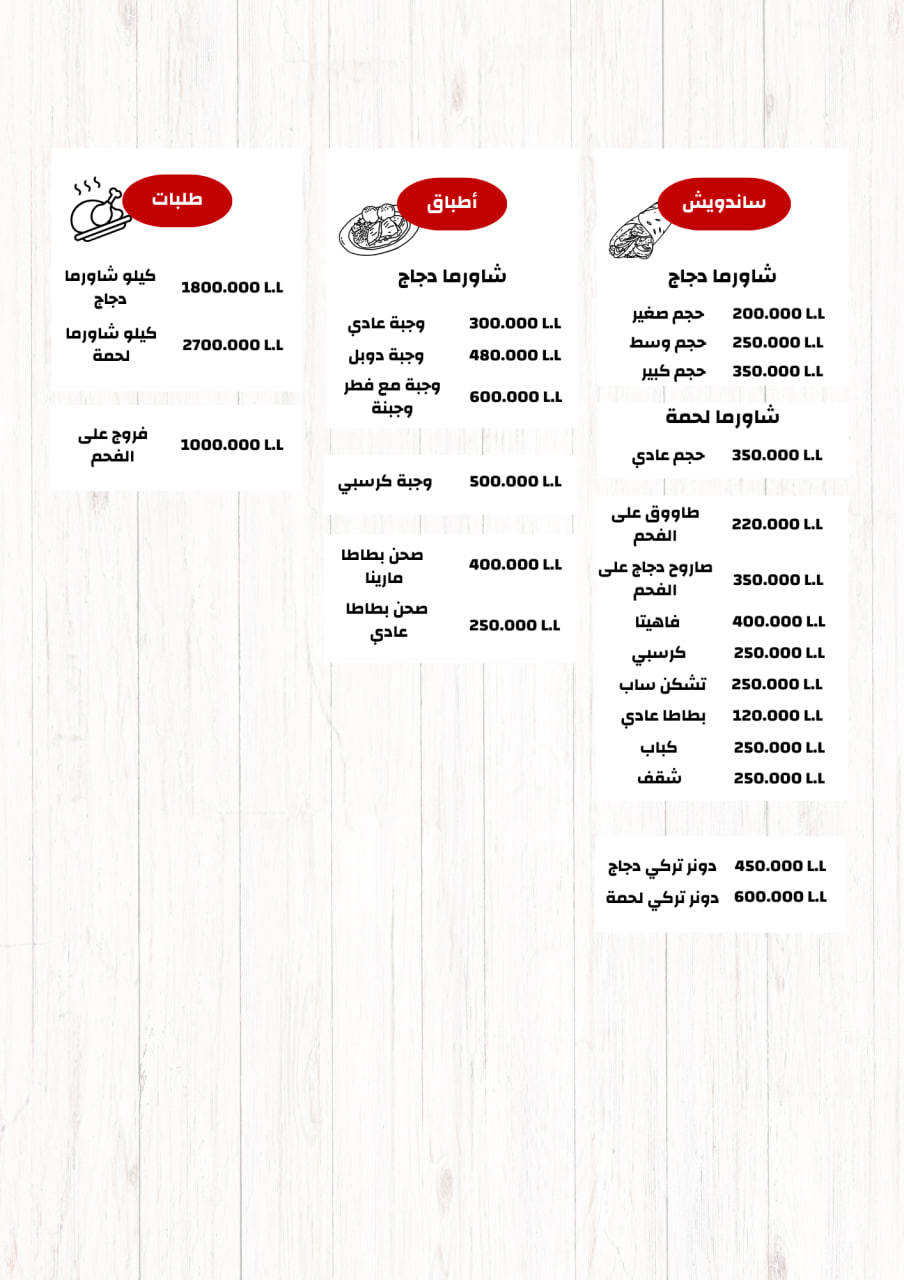 ساندويش
شاورما دجاج
حجم صغير 200.000 L.L
حجم وسط 250.000 L.L
حجم كبير 350.000 L.L
شاورما لحمة
حجم عادي 350.000 L.L
طاووق على
الفحم 220.000 L.L
صاروح دجاج على
الفحم 350.000 L.L
فاهيتا 400.000 L.L
كرسبي 250.000 L.L
تشكن ساب 250.000 L.L
بطاطا عادي 120.000 L.L
كباب 250.000 L.L
شقف 250.000 L.L
دونر تركي دجاج 450.000 L.L
دونر تركي لحمة 600.000 L.L
أطباق
شاورما دجاج
وجبة عادي 300.000 L.L
وجبة دوبل 480.000 L.L
وجبة مع فطر
وجبنة 600.000 L.L
وجبة كرسبي 500.000 L.L
صحن بطاطا
مارينا 400.000 L.L
صحن بطاطا
عادي 250.000 L.L
طلبات
كيلو شاورما
دجاج 1800.000 L.L
كيلو شاورما
لحمة 2700.000 L.L
فروج على
الفحم 1000.000 L.L